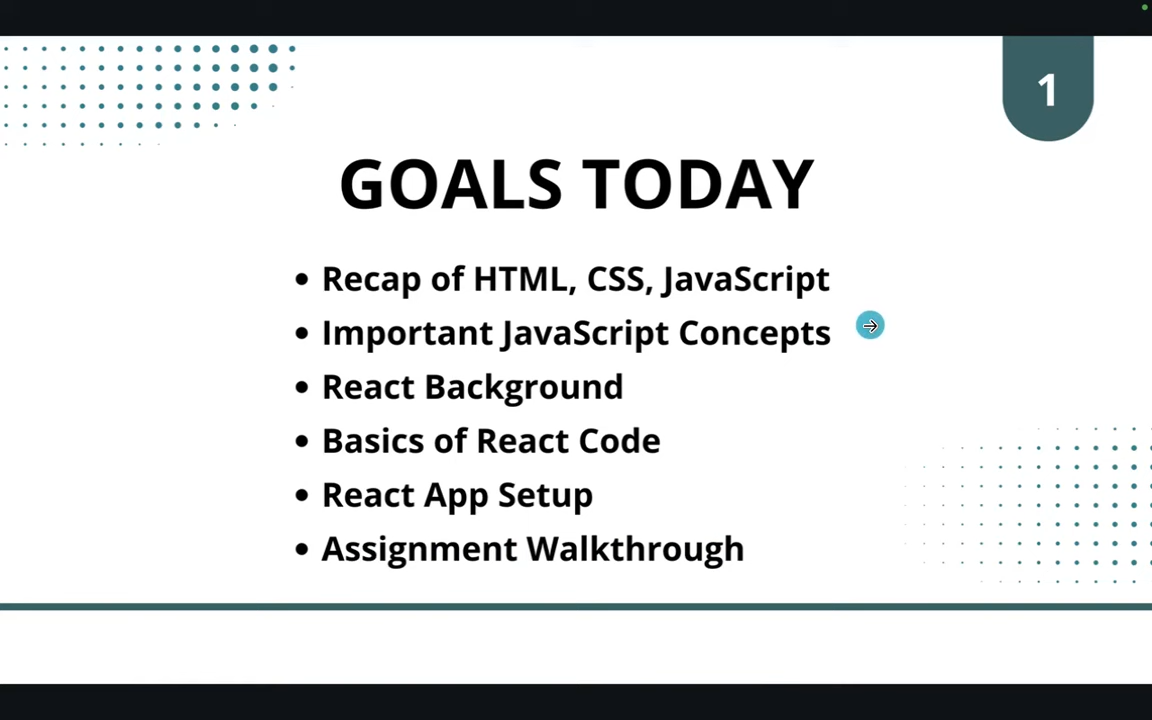 1
GOALS TODAY
• Recap of HTML, CSS, JavaScript
• Important JavaScript Concepts
• React Background
• Basics of React Code
• React App Setup
• Assignment Walkthrough